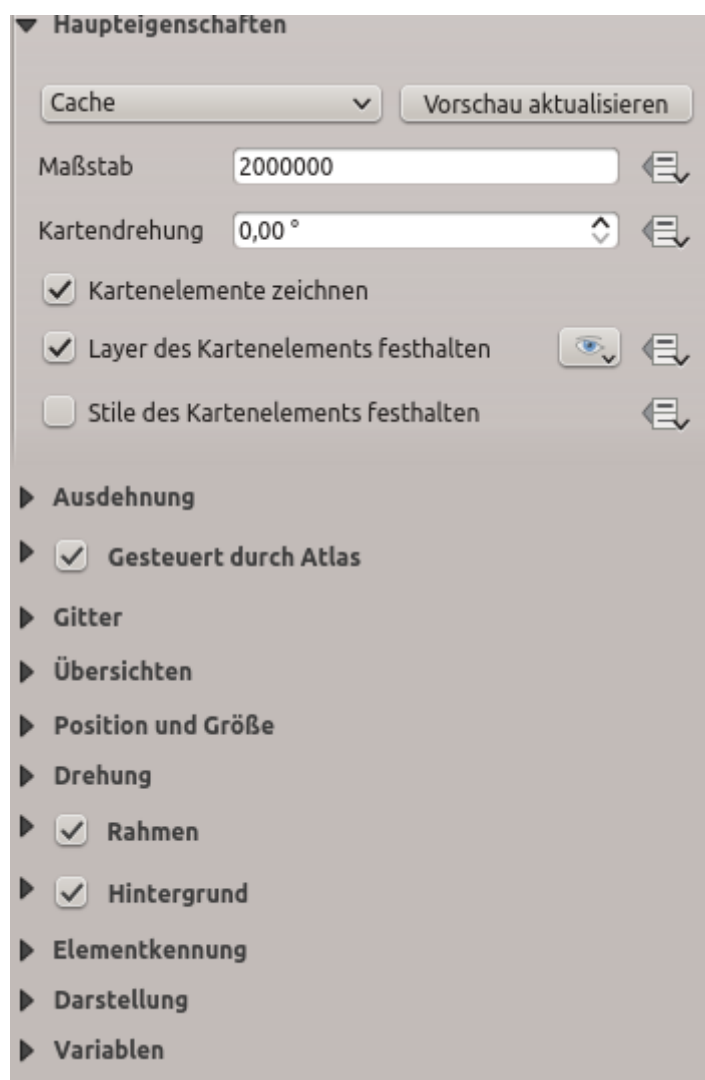 Haupteigenschaften
Cache Vorschau aktualisieren
Maßstab 2000000
Kartendrehung 0,00 °
Kartenelemente zeichnen
Layer des Kartenelements festhalten
Stile des Kartenelements festhalten
Ausdehnung
Gesteuert durch Atlas
Gitter
Übersichten
Position und Größe
Drehung
Rahmen
Hintergrund
Elementkennung
Darstellung
Variablen